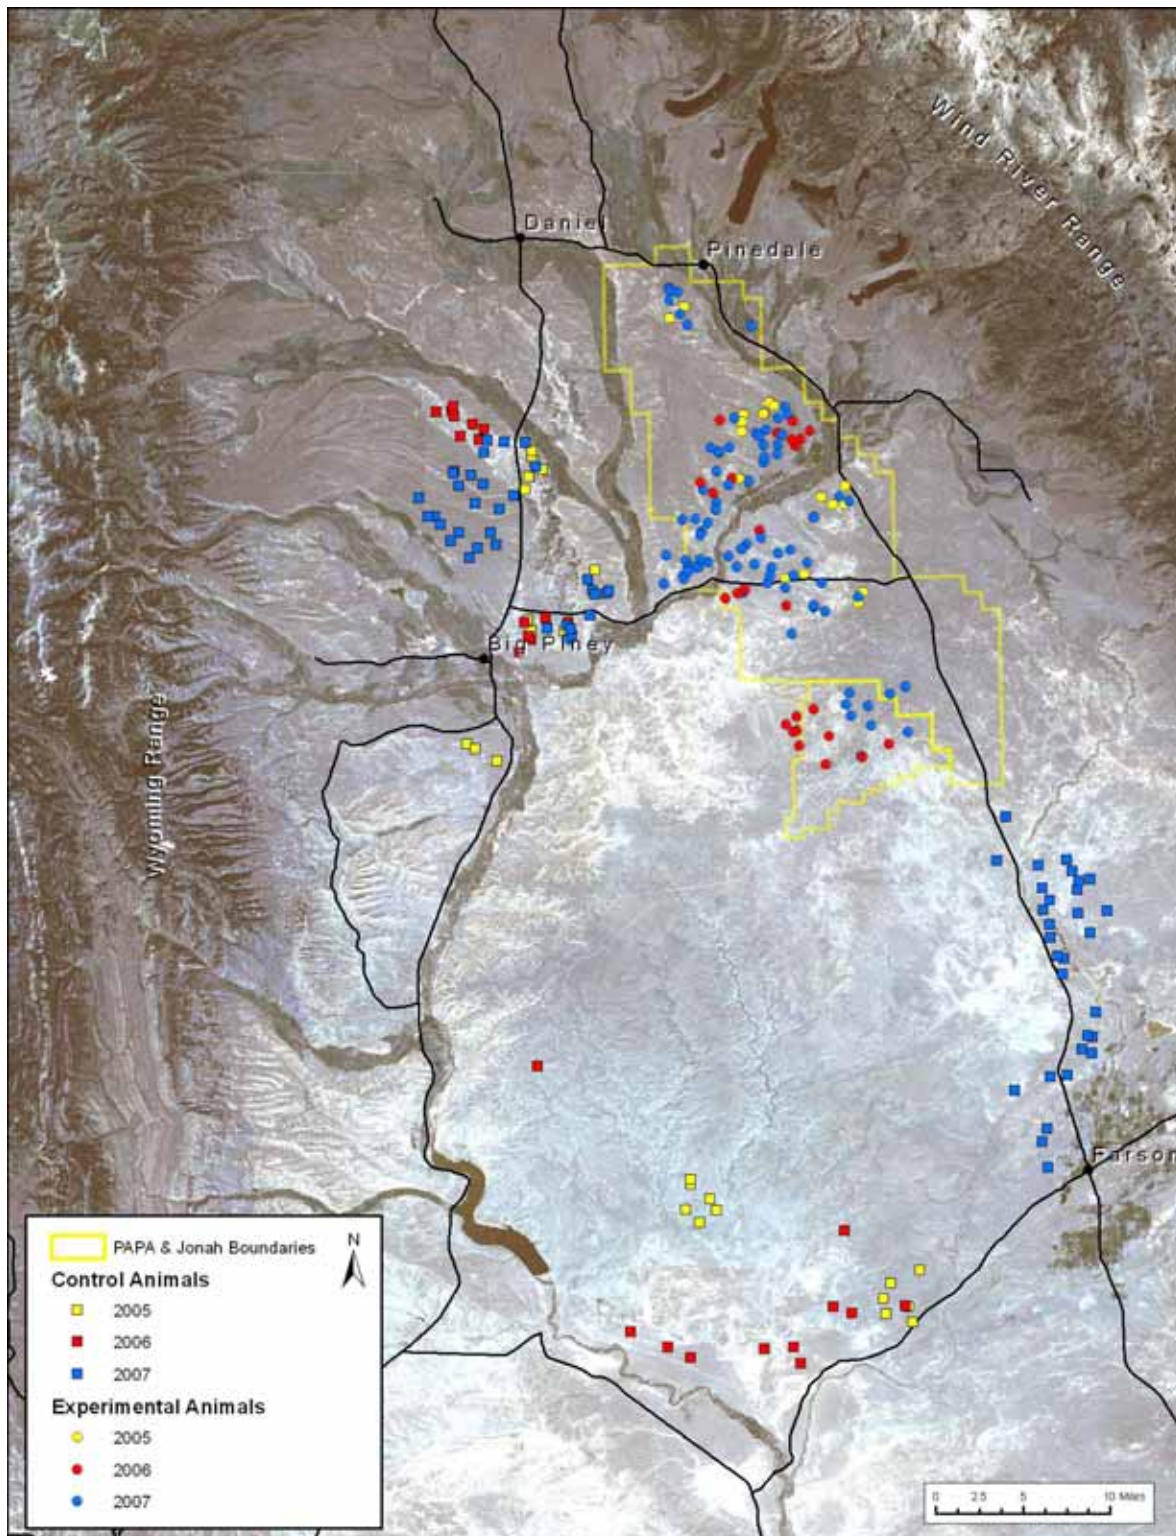 Wind River Range
Daniel
Pinedale
Big Piney
Wyoming Range
Farson
PAPA & Jonah Boundaries
N
Control Animals
2005
2006
2007
Experimental Animals
2005
2006
2007
0 2.5 5 10 Miles